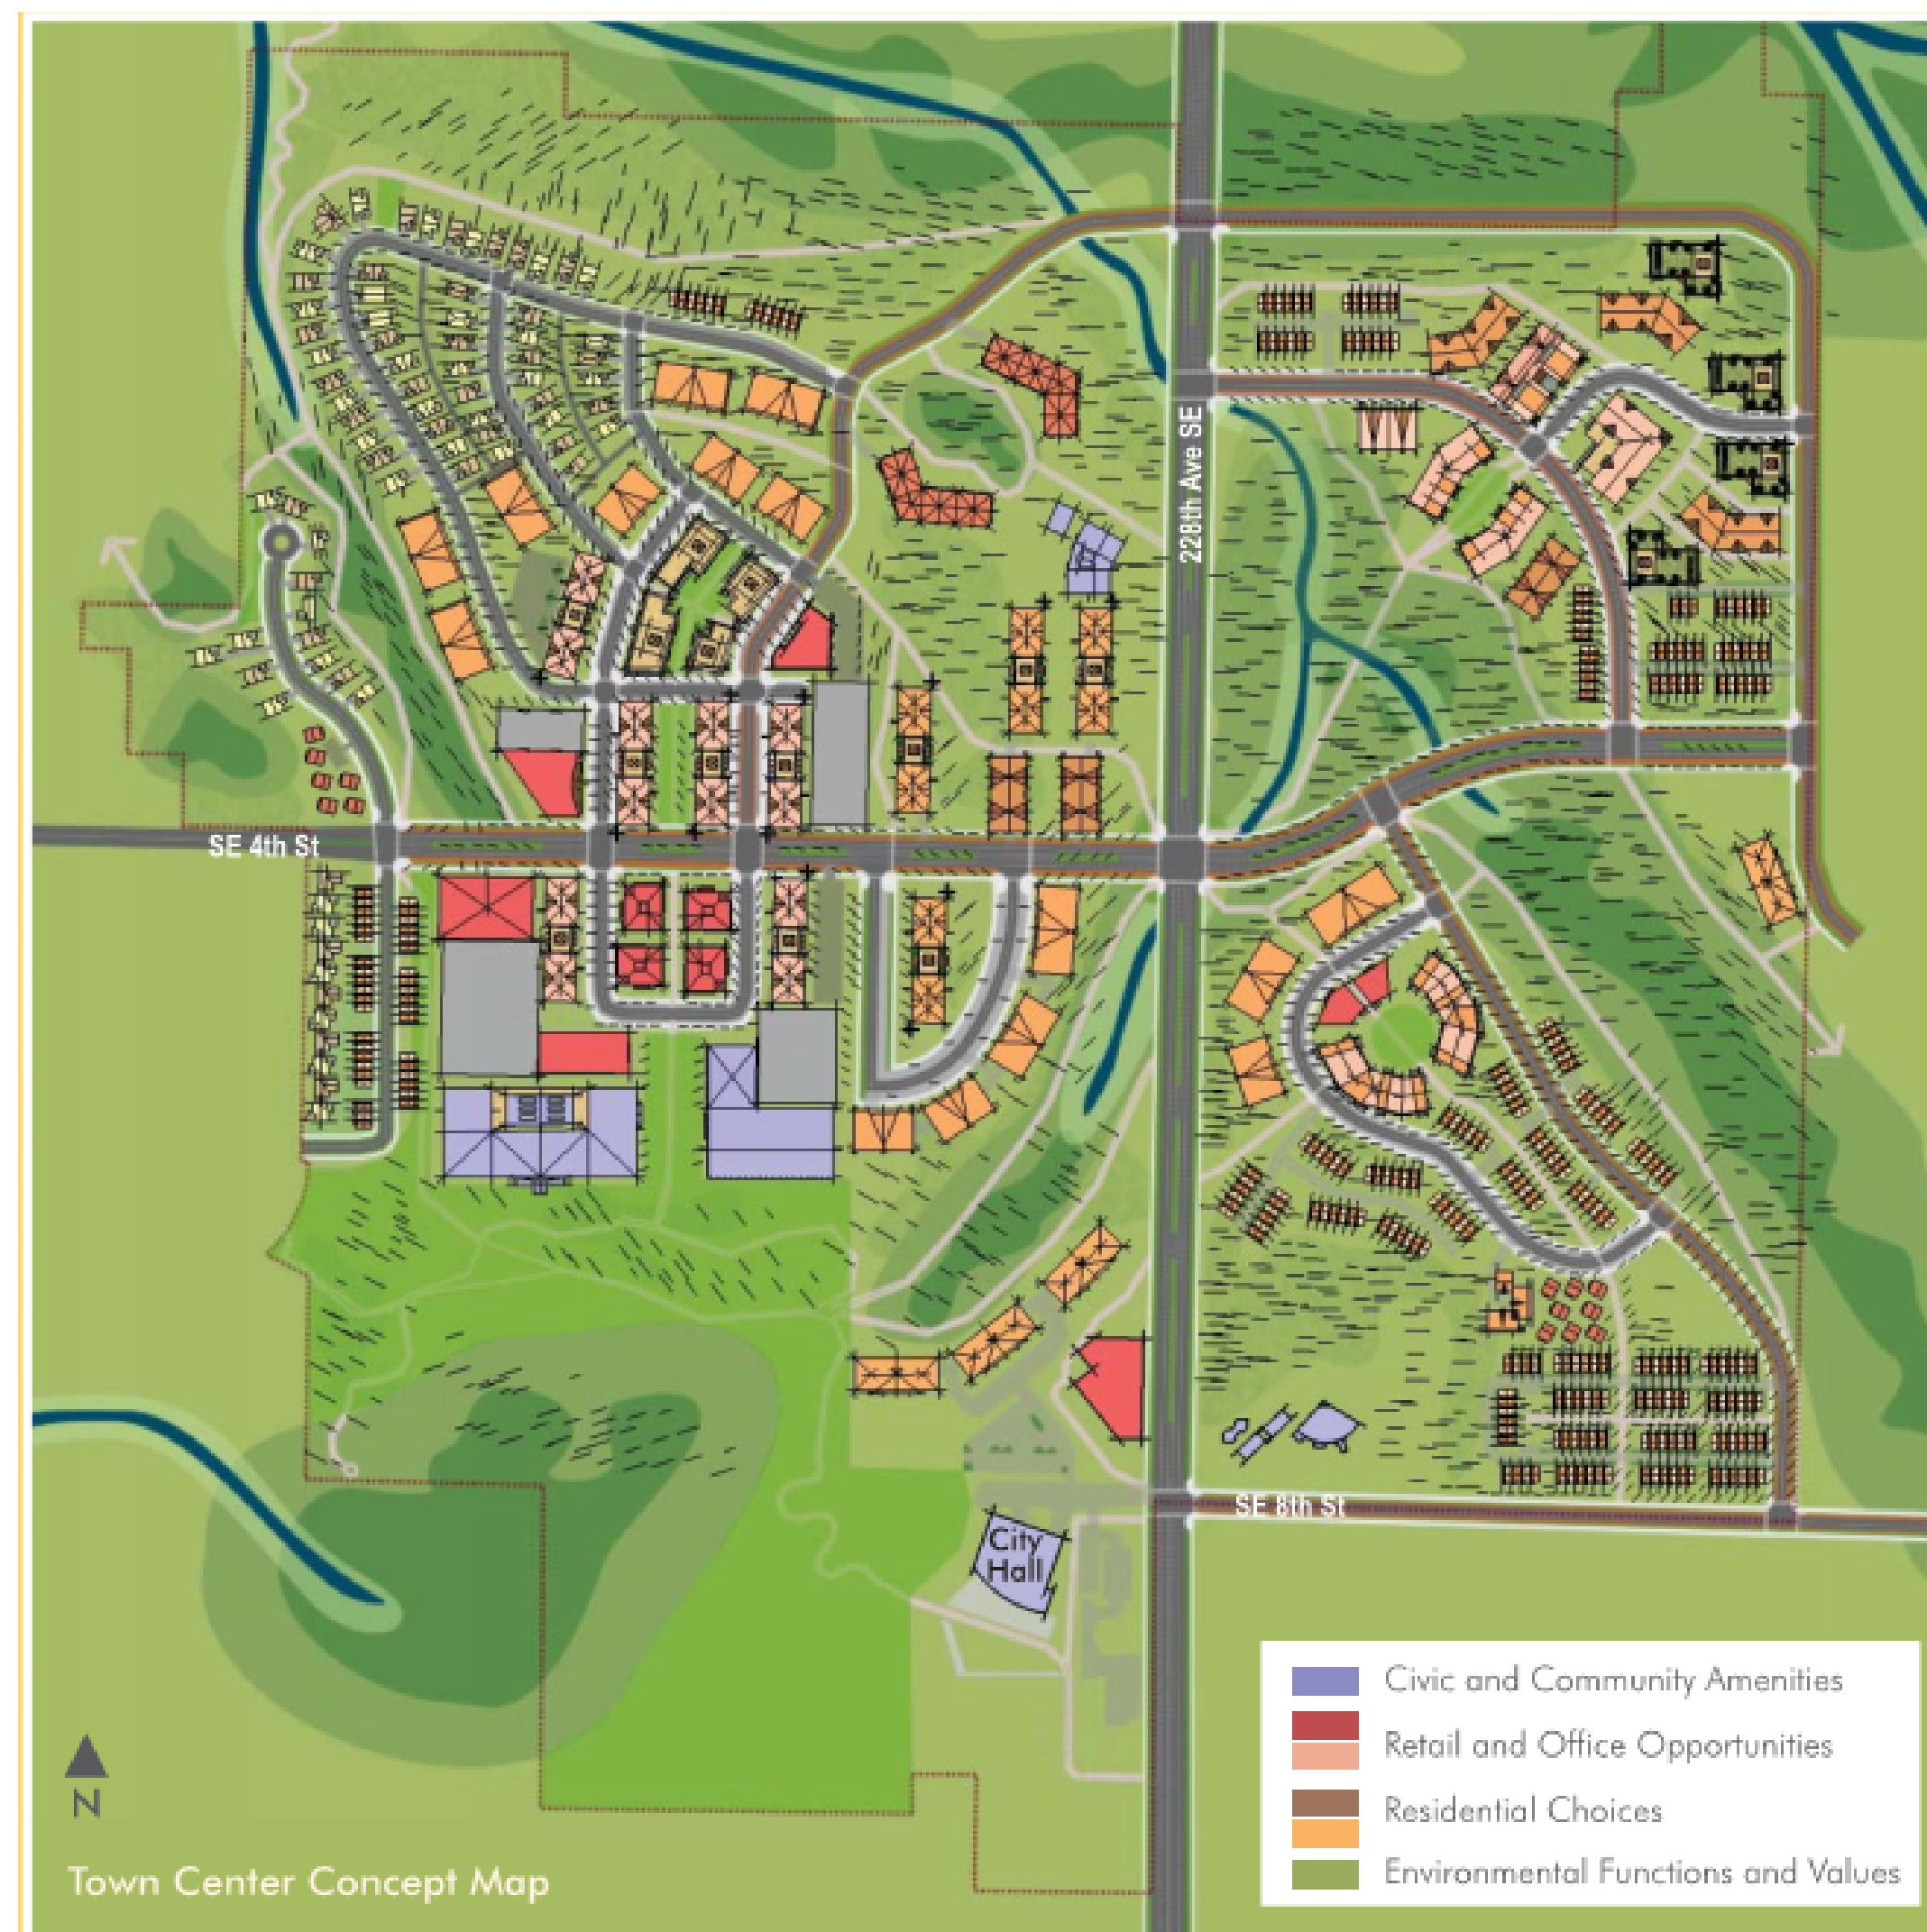 228th Ave SE
SE 4th St
SE 8th St
City
Hall
Civic and Community Amenities
Retail and Office Opportunities
Residential Choices
Environmental Functions and Values
N
Town Center Concept Map